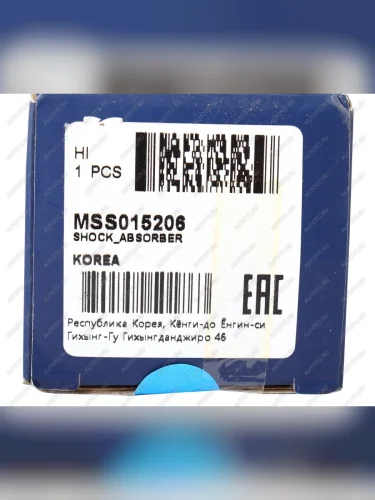 HI
1 PCS
MSS015206
SHOCK_ABSORBER
KOREA
EAC
Республика Корея, Кёнги-до Ёнгин-си
Гихынг-Гу Гихынгданджиро 46